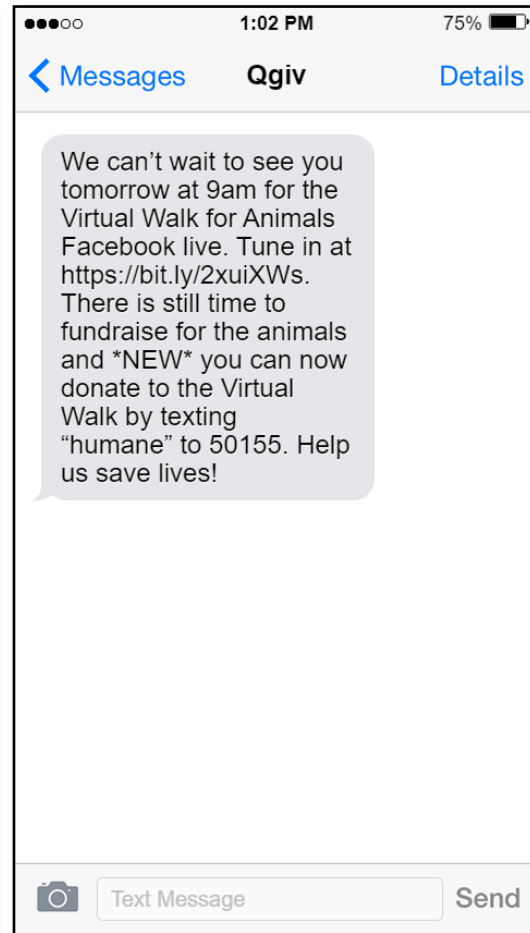 1:02 PM 75%
Messages Qgiv Details
We can’t wait to see you
tomorrow at 9am for the
Virtual Walk for Animals
Facebook live. Tune in at
https://bit.ly/2xuiXWs.
There is still time to
fundraise for the animals
and *NEW* you can now
donate to the Virtual
Walk by texting
“humane” to 50155. Help
us save lives!
Text Message Send